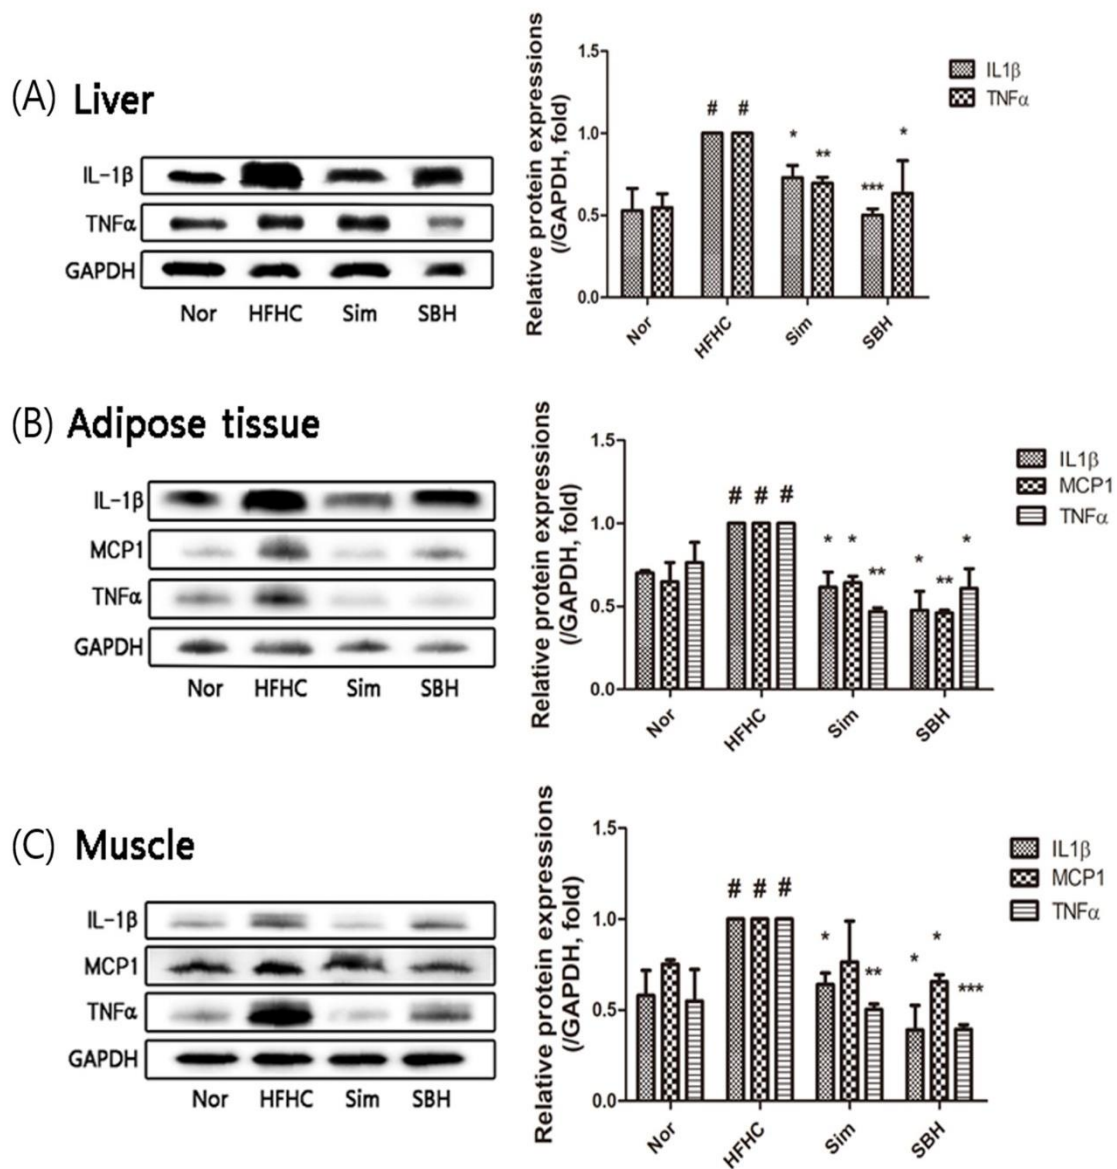 (A) Liver
IL-1β
TNFα
GAPDH
Nor HFHC Sim SBH
Relative protein expressions
(/GAPDH, fold)
1.5
1.0
0.5
0.0
# # * ** *** *
Nor HFHC Sim SBH
IL1β
TNFα
(B) Adipose tissue
IL-1β
MCP1
TNFα
GAPDH
Nor HFHC Sim SBH
Relative protein expressions
(/GAPDH, fold)
1.5
1.0
0.5
0.0
# # # * * ** * ** *
Nor HFHC Sim SBH
IL1β
MCP1
TNFα
(C) Muscle
IL-1β
MCP1
TNFα
GAPDH
Nor HFHC Sim SBH
Relative protein expressions
(/GAPDH, fold)
1.5
1.0
0.5
0.0
# # # * ** * * ***
Nor HFHC Sim SBH
IL1β
MCP1
TNFα